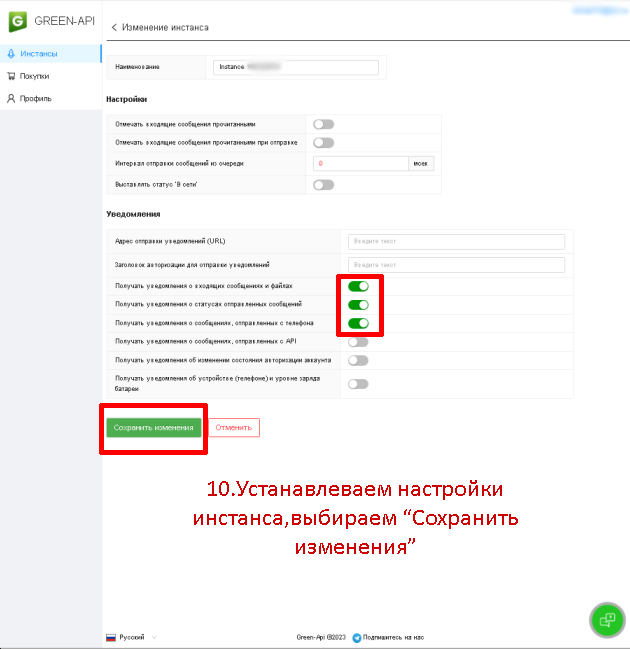 GREEN-API
Изменение инстанса
Инстансы
Покупки
Профиль
Наименование
Instance
Настройки
Отмечать входящие сообщения прочитанными
Отмечать входящие сообщения прочитанными при отправке
Интервал отправки сообщений из очереди
0
мсек
Выставлять статус 'В сети'
Уведомления
Адрес отправки уведомлений (URL)
Введите текст
Заголовок авторизации для отправки уведомлений
Введите текст
Получать уведомления о входящих сообщениях и файлах
Получать уведомления о статусах отправленных сообщений
Получать уведомления о сообщениях, отправленных с телефона
Получать уведомления о сообщениях, отправленных с API
Получать уведомления об изменении состояния авторизации аккаунта
Получать уведомления об устройстве (телефоне) и уровне заряда
батареи
Сохранить изменения
Отменить
10.Устанавлеваем настройки
инстанса,выбираем “Сохранить
изменения”
Русский
Green-Api ©2023
Подпишитесь на нас